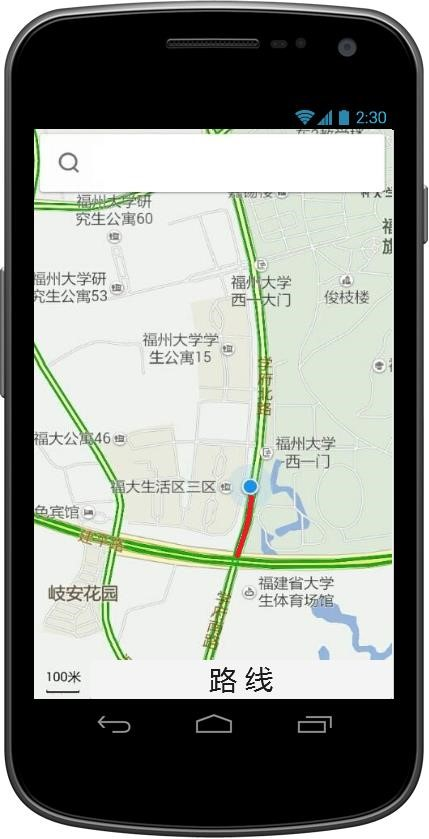 2:30
福州大学研
究生公寓60
福州大学研
究生公寓53
福州大学
西一大门
俊枝楼
福州大学学
生公寓15
学府北路
福大公寓46
福州大学
西一门
福大生活区三区
色宾馆
建平路
岐安花园
福建省大学
生体育场馆
学府南路
100米
路线